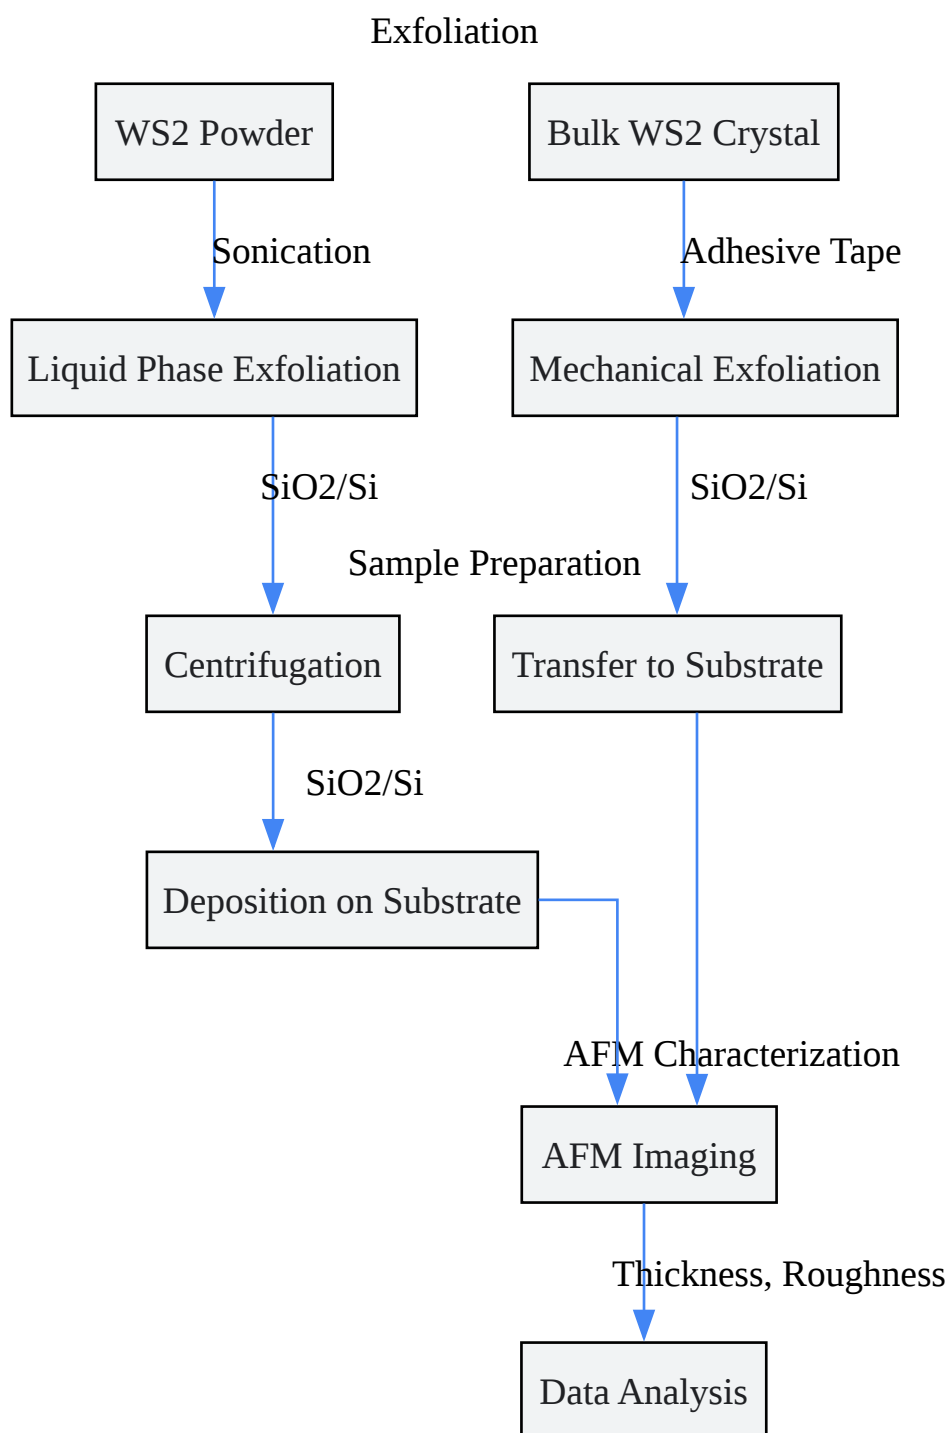 Exfoliation
WS2 Powder
Bulk WS2 Crystal
Sonication
Adhesive Tape
Liquid Phase Exfoliation
Mechanical Exfoliation
SiO2/Si
SiO2/Si
Sample Preparation
Centrifugation
Transfer to Substrate
SiO2/Si
Deposition on Substrate
AFM Characterization
AFM Imaging
Thickness, Roughness
Data Analysis